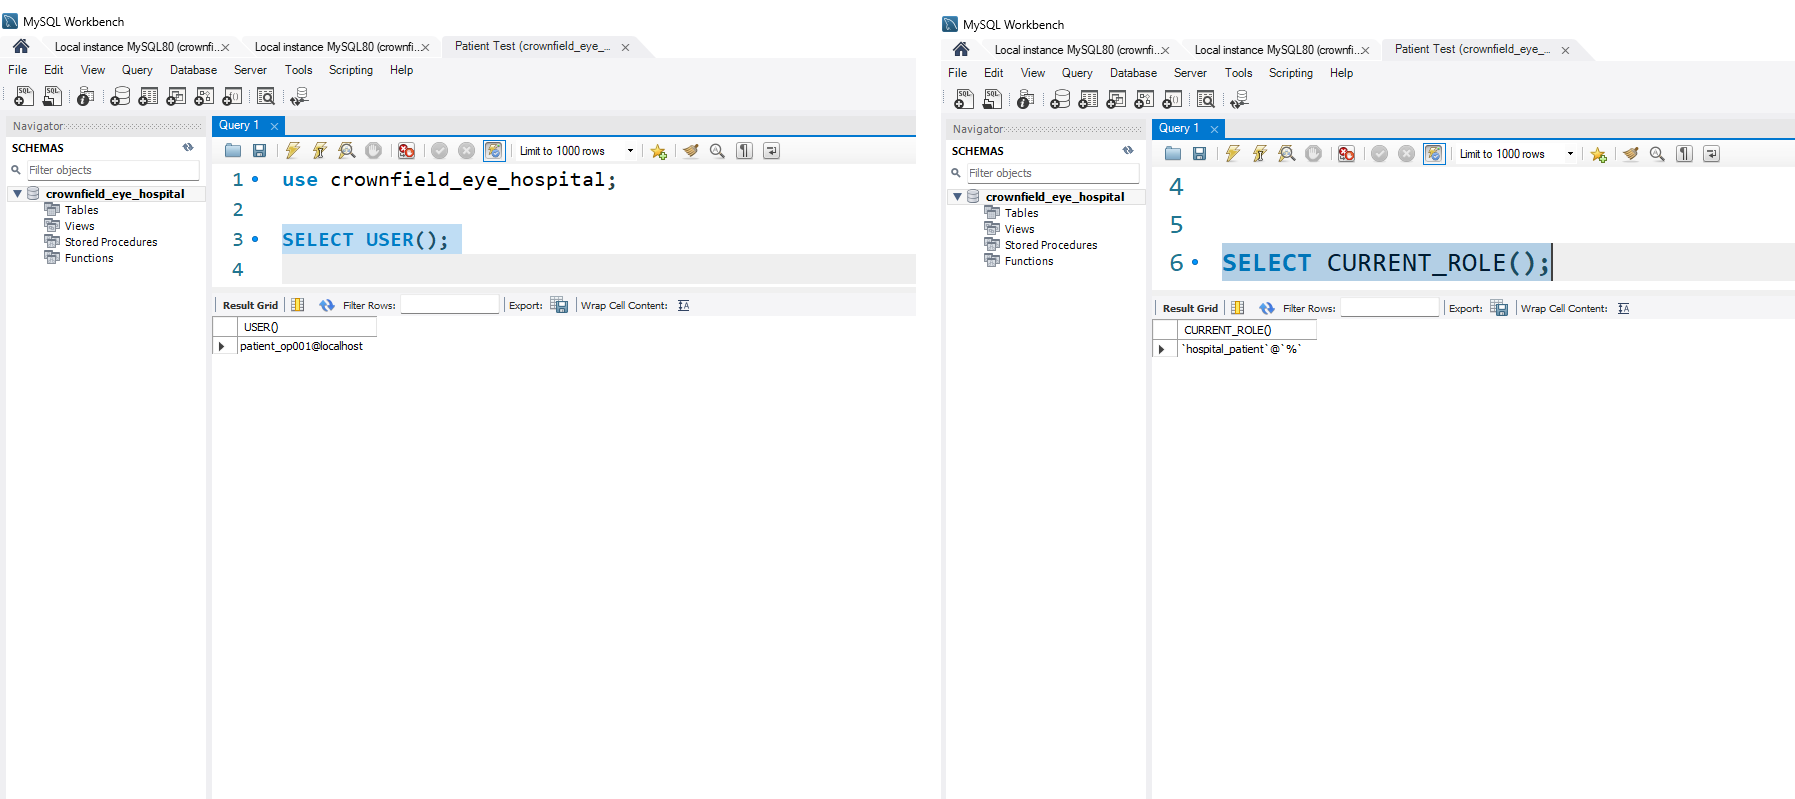 MySQL Workbench
Local instance MySQL80 (crownfi... Local instance MySQL80 (crownfi... Patient Test (crownfield_eye_...
File Edit View Query Database Server Tools Scripting Help
Navigator
Query 1
SCHEMAS
Limit to 1000 rows
Filter objects
crownfield_eye_hospital
Tables
Views
Stored Procedures
Functions
1 use crownfield_eye_hospital;
2
3 SELECT USER();
4
Result Grid Filter Rows: Export: Wrap Cell Content:
USER()
patient_op001@localhost
MySQL Workbench
Local instance MySQL80 (crownfi... Local instance MySQL80 (crownfi... Patient Test (crownfield_eye_...
File Edit View Query Database Server Tools Scripting Help
Navigator
Query 1
SCHEMAS
Limit to 1000 rows
Filter objects
crownfield_eye_hospital
Tables
Views
Stored Procedures
Functions
4
5
6 SELECT CURRENT_ROLE();
Result Grid Filter Rows: Export: Wrap Cell Content:
CURRENT_ROLE()
`hospital_patient`@`%`